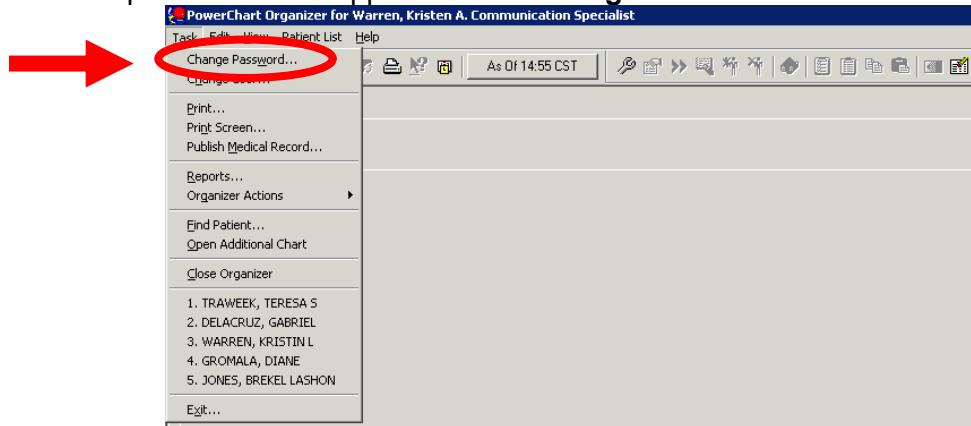 PowerChart Organizer for Warren, Kristen A. Communication Specialist
Task Edit View Patient List Help
Change Password...
As Of 14:55 CST
Change User...
Print...
Print Screen...
Publish Medical Record...
Reports...
Organizer Actions
Find Patient...
Open Additional Chart
Close Organizer
1. TRAWEEK, TERESA S
2. DELACRUZ, GABRIEL
3. WARREN, KRISTIN L
4. GROMALA, DIANE
5. JONES, BREKEL LASHON
Exit...